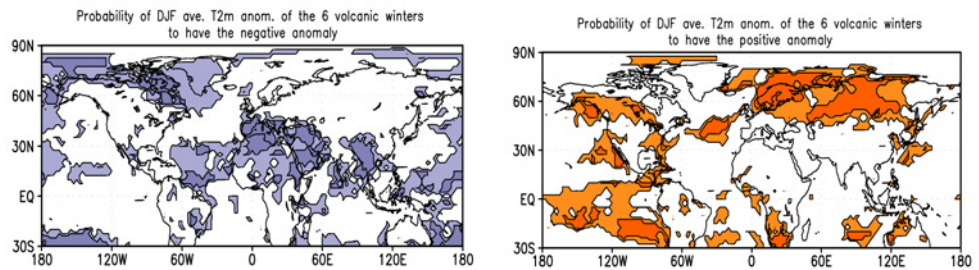 Probability of DJF ave. T2m anom. of the 6 volcanic winters
to have the negative anomaly
90N
60N
30N
EQ
30S
180
120W
60W
0
60E
120E
180
Probability of DJF ave. T2m anom. of the 6 volcanic winters
to have the positive anomaly
90N
60N
30N
EQ
30S
180
120W
60W
0
60E
120E
180